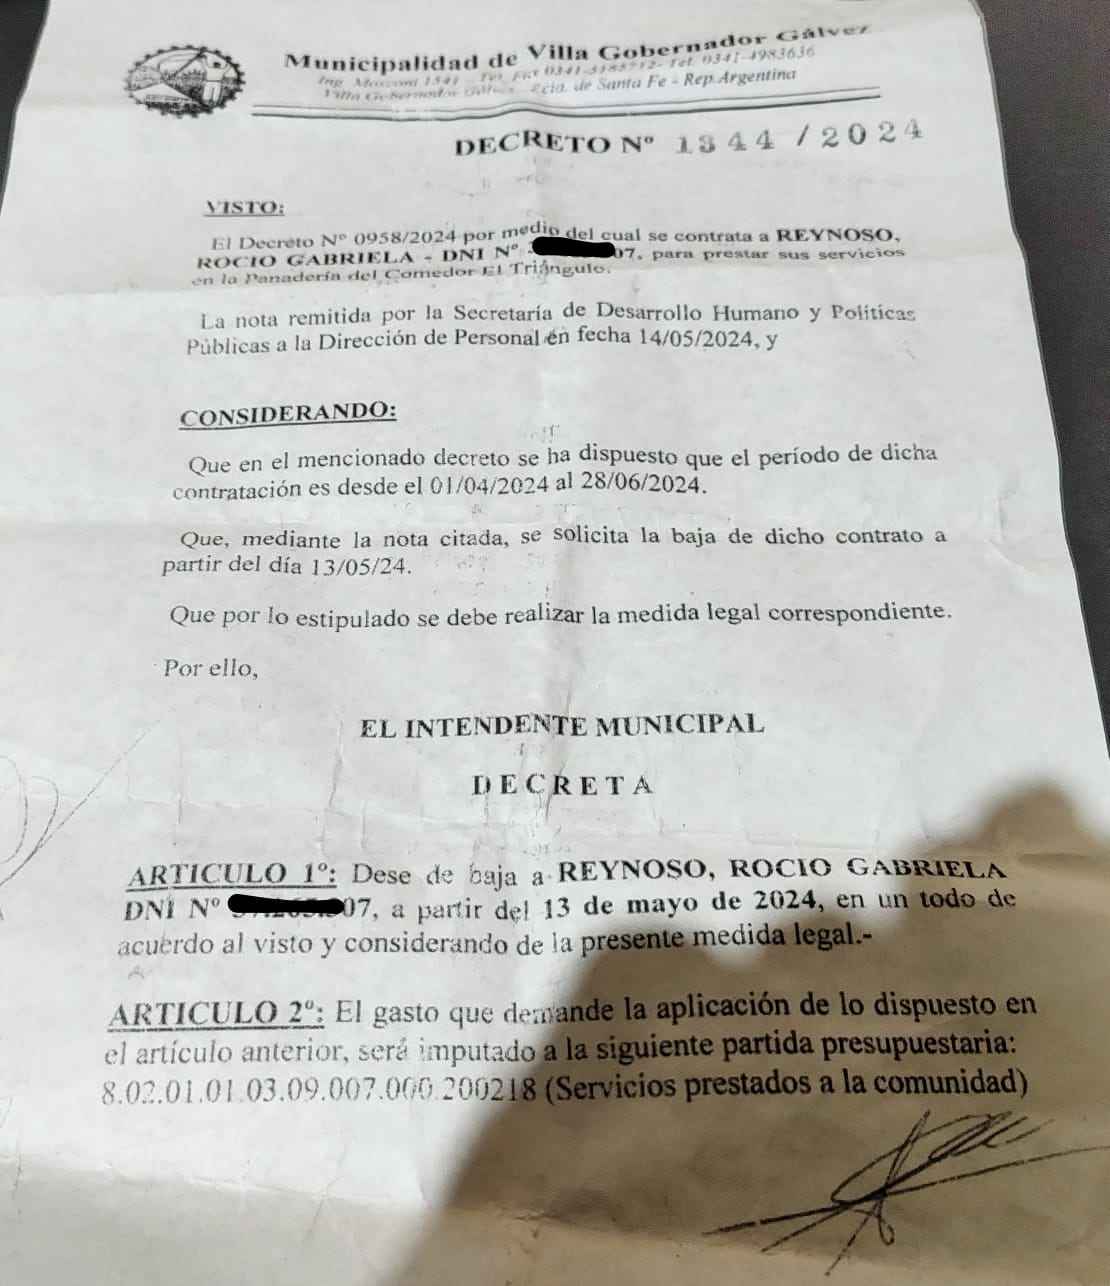 Municipalidad de Villa Gobernador Gálvez
Ing. Mosconi 1541 - Tel. Fax 0341- Tel. 0341-4983636
Villa Gobernador Gálvez - Pcia. de Santa Fe - Rep.Argentina
DECRETO Nº 1344 / 2024
VISTO:
El Decreto Nº 0958/2024 por medio del cual se contrata a REYNOSO,
ROCIO GABRIELA - DNI Nº 07, para prestar sus servicios
en la Panadería del Comedor El Triángulo.
La nota remitida por la Secretaría de Desarrollo Humano y Políticas
Públicas a la Dirección de Personal en fecha 14/05/2024, y
CONSIDERANDO:
Que en el mencionado decreto se ha dispuesto que el período de dicha
contratación es desde el 01/04/2024 al 28/06/2024.
Que, mediante la nota citada, se solicita la baja de dicho contrato a
partir del día 13/05/24.
Que por lo estipulado se debe realizar la medida legal correspondiente.
Por ello,
EL INTENDENTE MUNICIPAL
DECRETA
ARTICULO 1º: Dese de baja a REYNOSO, ROCIO GABRIELA
DNI Nº 07, a partir del 13 de mayo de 2024, en un todo de
acuerdo al visto y considerando de la presente medida legal.-
ARTICULO 2º: El gasto que demande la aplicación de lo dispuesto en
el artículo anterior, será imputado a la siguiente partida presupuestaria:
8.02.01.01.03.09.007.000.200218 (Servicios prestados a la comunidad)